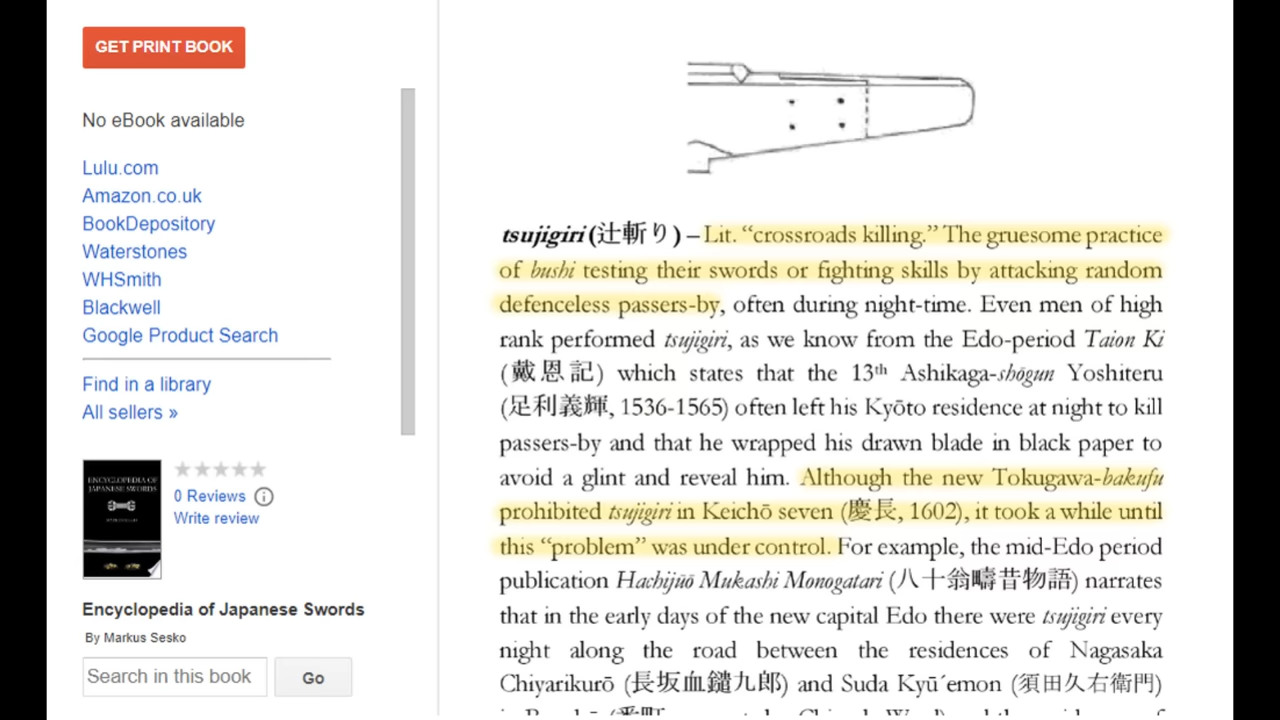 GET PRINT BOOK
No eBook available
Lulu.com
Amazon.co.uk
BookDepository
Waterstones
WHSmith
Blackwell
Google Product Search
Find in a library
All sellers »
ENCYCLOPEDIA OF
JAPANESE SWORDS
0 Reviews
Write review
Encyclopedia of Japanese Swords
By Markus Sesko
Search in this book
Go
tsujigiri (辻斬り) – Lit. “crossroads killing.” The gruesome practice
of bushi testing their swords or fighting skills by attacking random
defenceless passers-by, often during night-time. Even men of high
rank performed tsujigiri, as we know from the Edo-period Taion Ki
(戴恩記) which states that the 13th Ashikaga-shōgun Yoshiteru
(足利義輝, 1536-1565) often left his Kyōto residence at night to kill
passers-by and that he wrapped his drawn blade in black paper to
avoid a glint and reveal him. Although the new Tokugawa-bakufu
prohibited tsujigiri in Keichō seven (慶長, 1602), it took a while until
this “problem” was under control. For example, the mid-Edo period
publication Hachijūō Mukashi Monogatari (八十翁疇昔物語) narrates
that in the early days of the new capital Edo there were tsujigiri every
night along the road between the residences of Nagasaka
Chiyarikurō (長坂血鑓九郎) and Suda Kyū´emon (須田久右衛門)